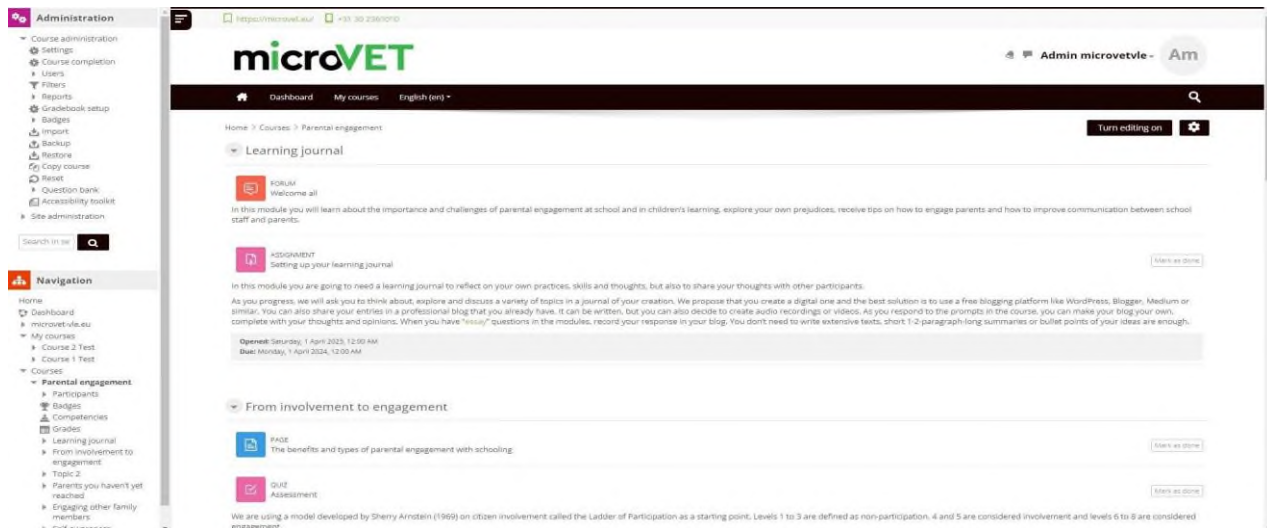 Administration
Course administration
Settings
Course completion
Users
Filters
Reports
Gradebook setup
Badges
Import
Backup
Restore
Copy course
Reset
Question bank
Accessibility toolkit
Site administration
Search in se
Navigation
Home
Dashboard
microvet-vle.eu
My courses
Course 2 Test
Course 1 Test
Courses
Parental engagement
Participants
Badges
Competencies
Grades
Learning journal
From involvement to
engagement
Topic 2
Parents you haven't yet
reached
Engaging other family
members
https://microvet.eu/
microVET
Admin microvetvle
Am
Dashboard My courses English (en)
Home > Courses > Parental engagement
Turn editing on
Learning journal
FORUM
Welcome all
In this module you will learn about the importance and challenges of parental engagement at school and in children's learning, explore your own prejudices, receive tips on how to engage parents and how to improve communication between school
staff and parents.
ASSIGNMENT
Setting up your learning journal
Mark as done
In this module you are going to need a learning journal to reflect on your own practices, skills and thoughts, but also to share your thoughts with other participants.
As you progress, we will ask you to think about, explore and discuss a variety of topics in a journal of your creation. We propose that you create a digital one and the best solution is to use a free blogging platform like WordPress, Blogger, Medium or
similar. You can also share your entries in a professional blog that you already have. It can be written, but you can also decide to create audio recordings or videos. As you respond to the prompts in the course, you can make your blog your own,
complete with your thoughts and opinions. When you have "essay" questions in the modules, record your response in your blog. You don't need to write extensive texts, short 1-2-paragraph-long summaries or bullet points of your ideas are enough.
Opened: Saturday, 1 April 2023, 12:00 AM
Due: Monday, 1 April 2024, 12:00 AM
From involvement to engagement
PAGE
The benefits and types of parental engagement with schooling
Mark as done
QUIZ
Assessment
Mark as done
We are using a model developed by Sherry Arnstein (1969) on citizen involvement called the Ladder of Participation as a starting point. Levels 1 to 3 are defined as non-participation, 4 and 5 are considered involvement and levels 6 to 8 are considered
engagement